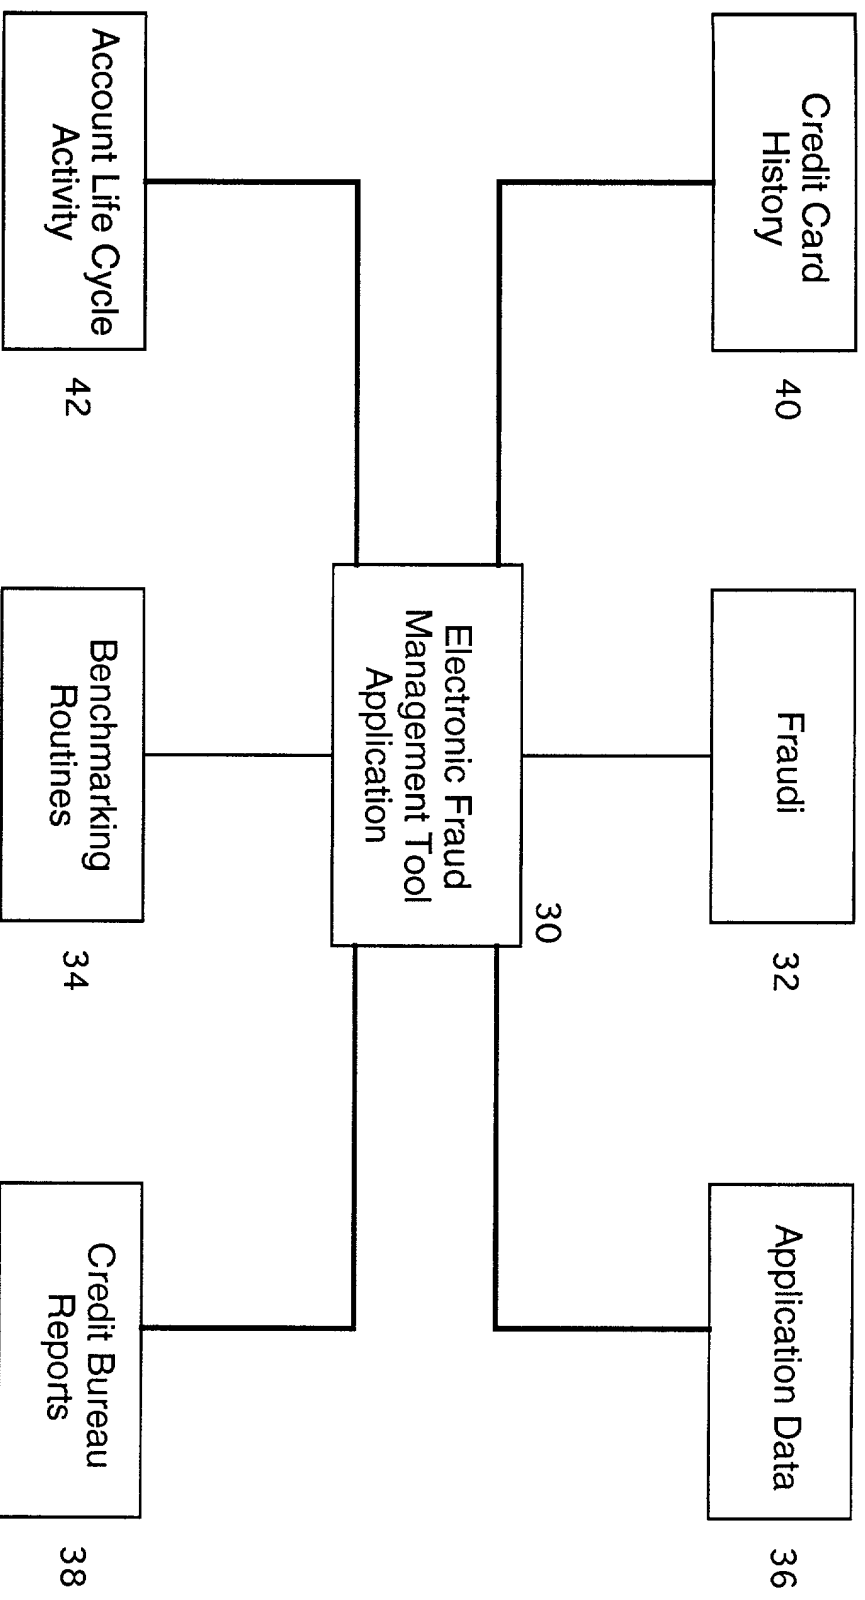 Credit Card
History
40
Fraudi
32
Application Data
36
Electronic Fraud
Management Tool
Application
30
Account Life Cycle
Activity
42
Benchmarking
Routines
34
Credit Bureau
Reports
38